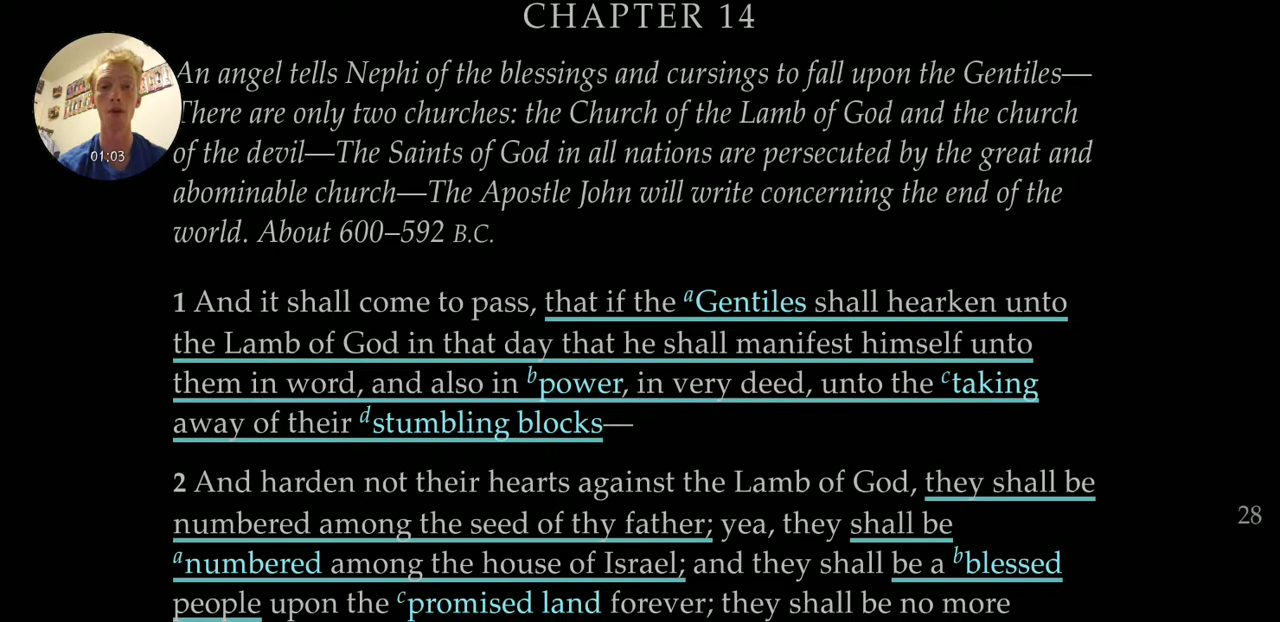 CHAPTER 14
An angel tells Nephi of the blessings and cursings to fall upon the Gentiles—
There are only two churches: the Church of the Lamb of God and the church
of the devil—The Saints of God in all nations are persecuted by the great and
abominable church—The Apostle John will write concerning the end of the
world. About 600–592 B.C.
01:03
1 And it shall come to pass, that if the aGentiles shall hearken unto
the Lamb of God in that day that he shall manifest himself unto
them in word, and also in bpower, in very deed, unto the ctaking
away of their dstumbling blocks—
2 And harden not their hearts against the Lamb of God, they shall be
numbered among the seed of thy father; yea, they shall be
anumbered among the house of Israel; and they shall be a bblessed
people upon the cpromised land forever; they shall be no more
28